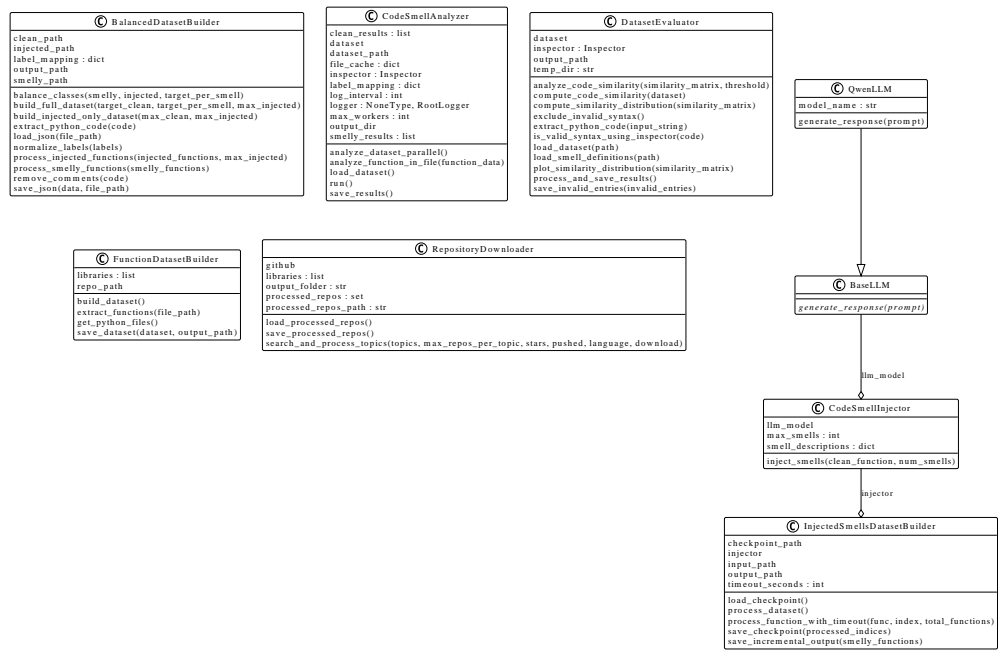 C BalancedDatasetBuilder
clean_path
injected_path
label_mapping : dict
output_path
smelly_path
balance_classes(smelly, injected, target_per_smell)
build_full_dataset(target_clean, target_per_smell, max_injected)
build_injected_only_dataset(max_clean, max_injected)
extract_python_code(code)
load_json(file_path)
normalize_labels(labels)
process_injected_functions(injected_functions, max_injected)
process_smelly_functions(smelly_functions)
remove_comments(code)
save_json(data, file_path)
C CodeSmellAnalyzer
clean_results : list
dataset
dataset_path
file_cache : dict
inspector : Inspector
label_mapping : dict
log_interval : int
logger : NoneType, RootLogger
max_workers : int
output_dir
smelly_results : list
analyze_dataset_parallel()
analyze_function_in_file(function_data)
load_dataset()
run()
save_results()
C DatasetEvaluator
dataset
inspector : Inspector
output_path
temp_dir : str
analyze_code_similarity(similarity_matrix, threshold)
compute_code_similarity(dataset)
compute_similarity_distribution(similarity_matrix)
exclude_invalid_syntax()
extract_python_code(input_string)
is_valid_syntax_using_inspector(code)
load_dataset(path)
load_smell_definitions(path)
plot_similarity_distribution(similarity_matrix)
process_and_save_results()
save_invalid_entries(invalid_entries)
C QwenLLM
model_name : str
generate_response(prompt)
C FunctionDatasetBuilder
libraries : list
repo_path
build_dataset()
extract_functions(file_path)
get_python_files()
save_dataset(dataset, output_path)
C RepositoryDownloader
github
libraries : list
output_folder : str
processed_repos : set
processed_repos_path : str
load_processed_repos()
save_processed_repos()
search_and_process_topics(topics, max_repos_per_topic, stars, pushed, language, download)
C BaseLLM
generate_response(prompt)
llm_model
C CodeSmellInjector
llm_model
max_smells : int
smell_descriptions : dict
inject_smells(clean_function, num_smells)
injector
C InjectedSmellsDatasetBuilder
checkpoint_path
injector
input_path
output_path
timeout_seconds : int
load_checkpoint()
process_dataset()
process_function_with_timeout(func, index, total_functions)
save_checkpoint(processed_indices)
save_incremental_output(smelly_functions)